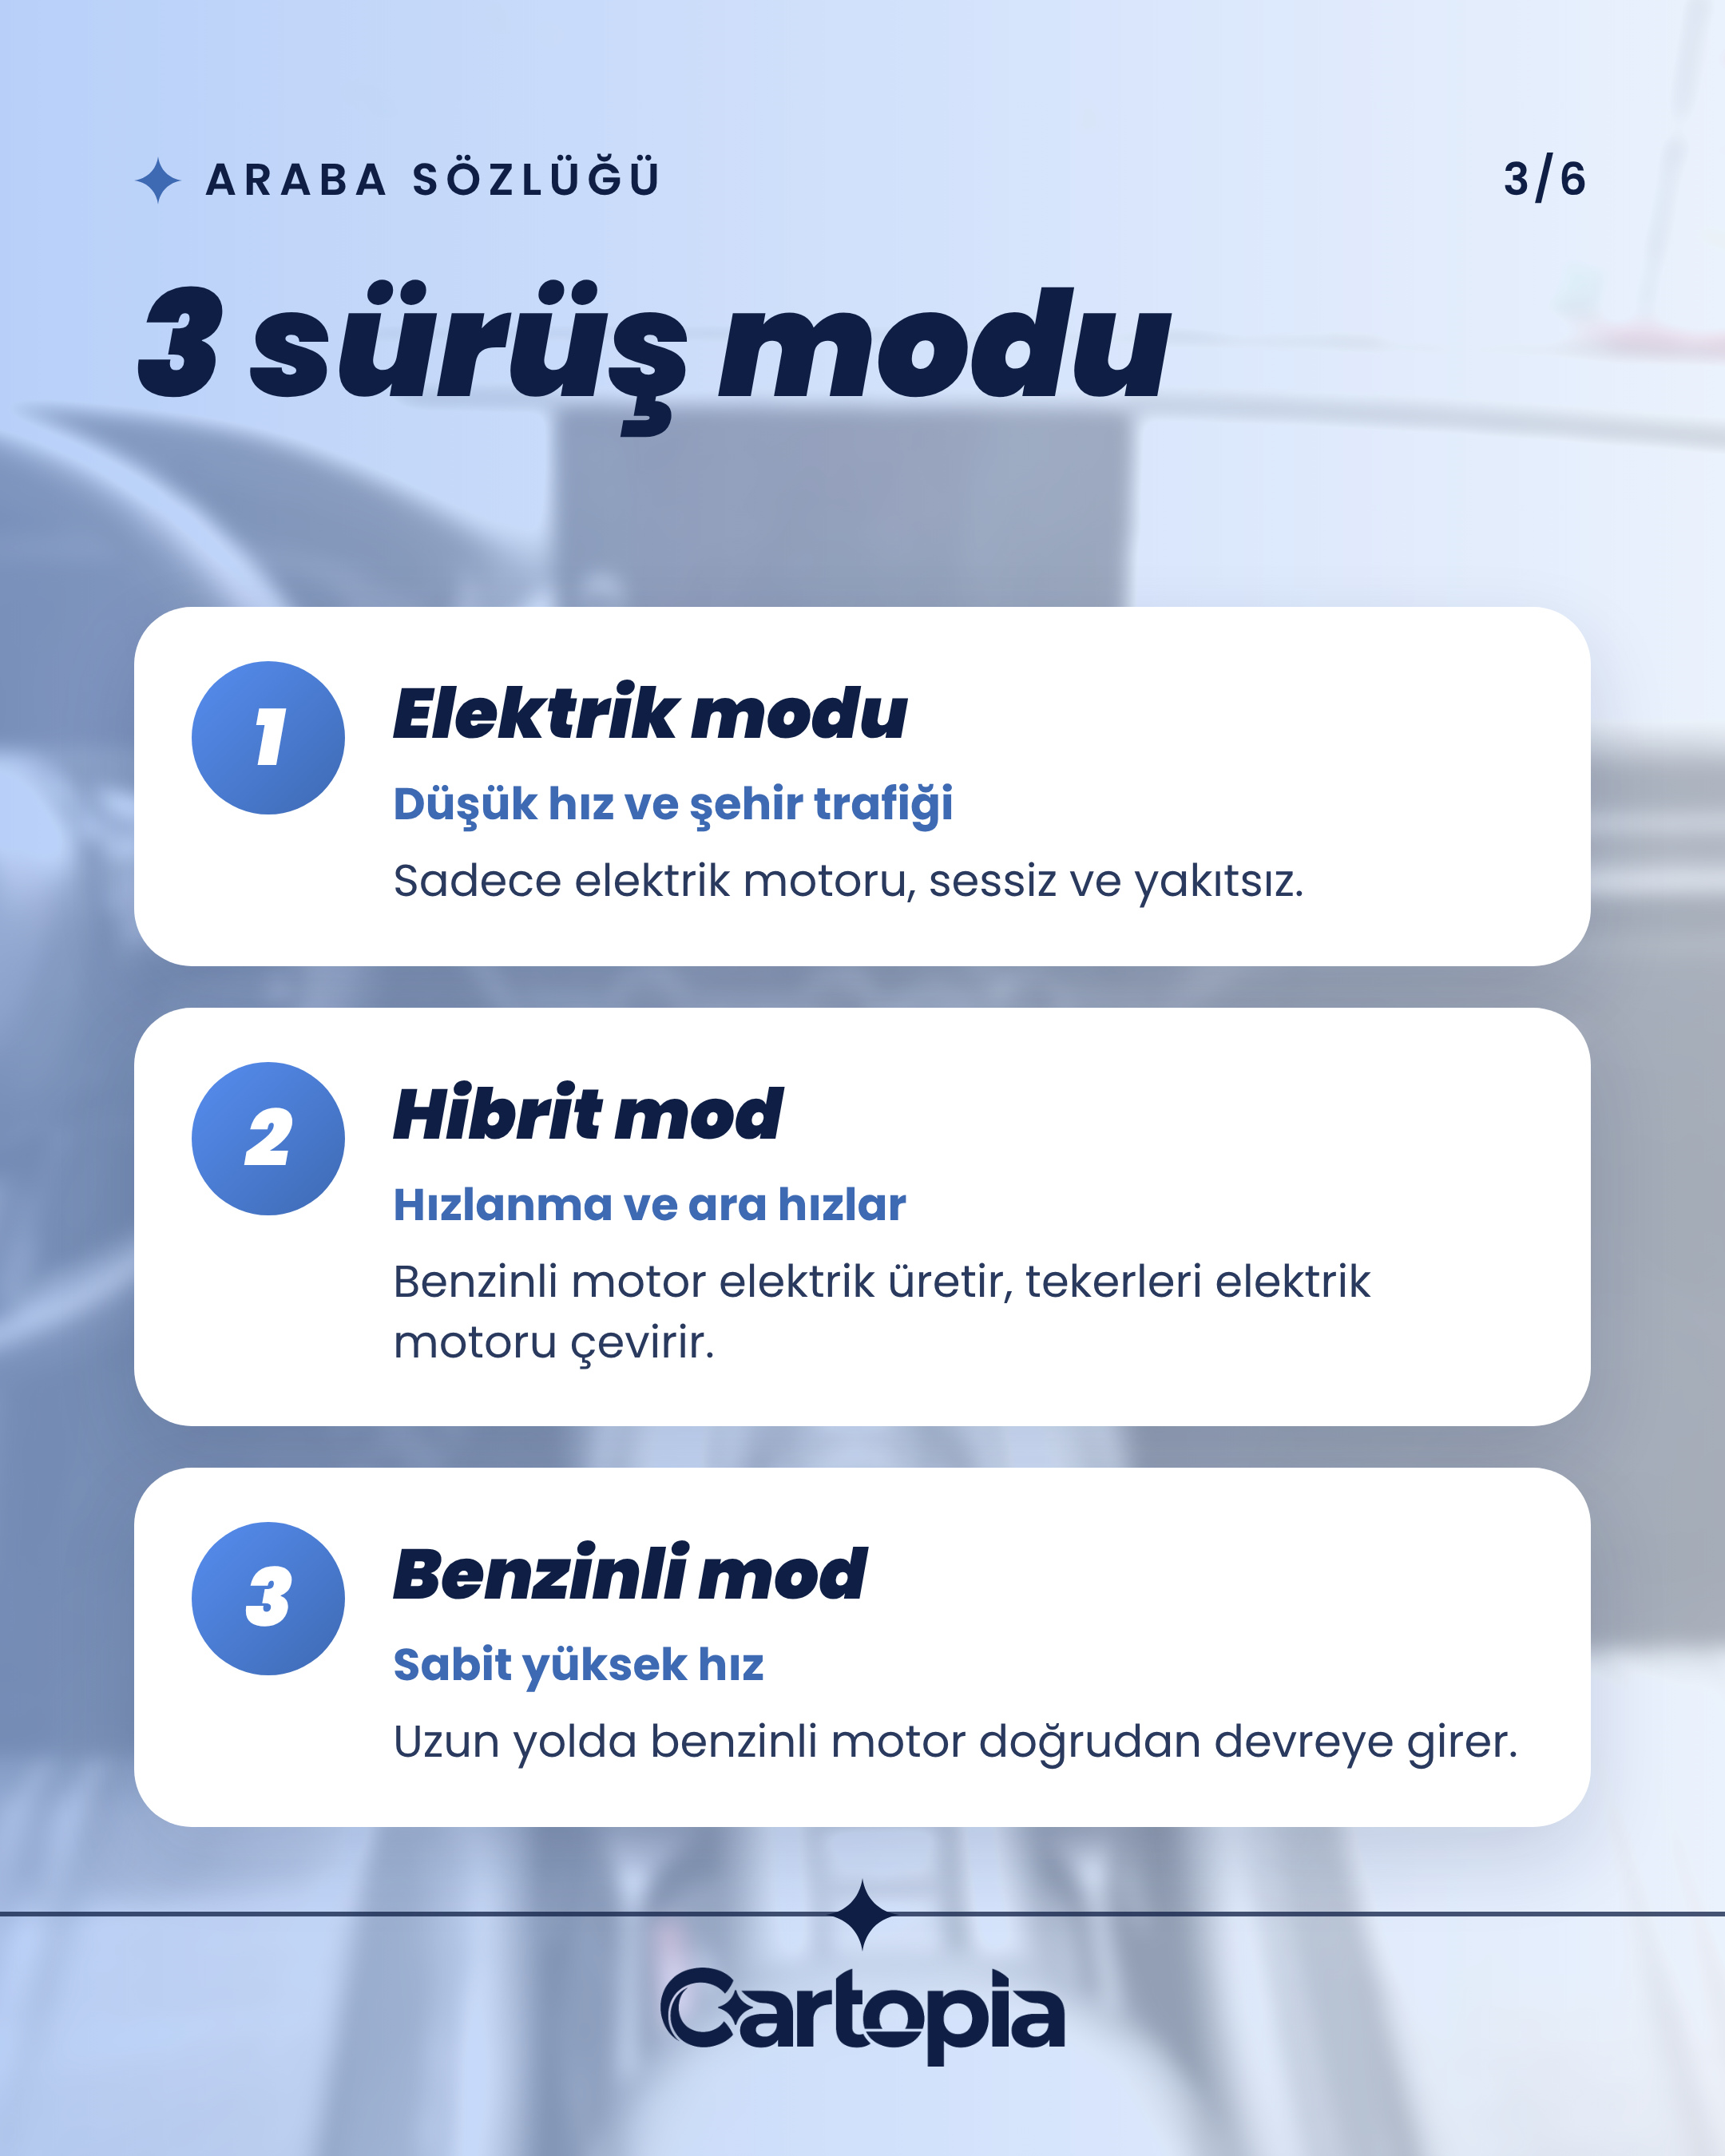 ARABA SÖZLÜĞÜ
3/6
3 sürüş modu
1
Elektrik modu
Düşük hız ve şehir trafiği
Sadece elektrik motoru, sessiz ve yakıtsız.
2
Hibrit mod
Hızlanma ve ara hızlar
Benzinli motor elektrik üretir, tekerleri elektrik
motoru çevirir.
3
Benzinli mod
Sabit yüksek hız
Uzun yolda benzinli motor doğrudan devreye girer.
Cartopia